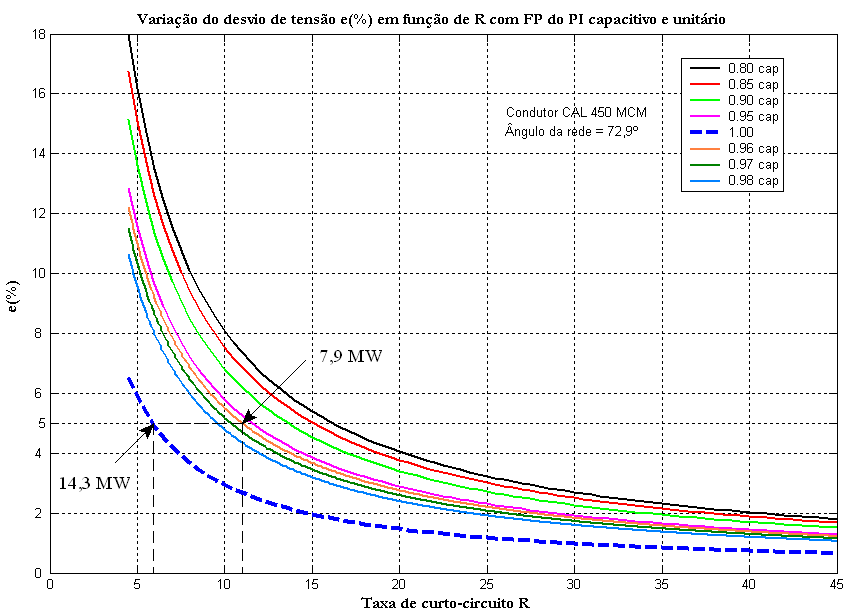 Variação do desvio de tensão e(%) em função de R com FP do PI capacitivo e unitário
18
16
14
12
10
8
6
5
4
2
0
e(%)
Condutor CAL 450 MCM
Ângulo da rede = 72,9º
0.80 cap
0.85 cap
0.90 cap
0.95 cap
1.00
0.96 cap
0.97 cap
0.98 cap
7,9 MW
14,3 MW
0 5 10 15 20 25 30 35 40 45
Taxa de curto-circuito R